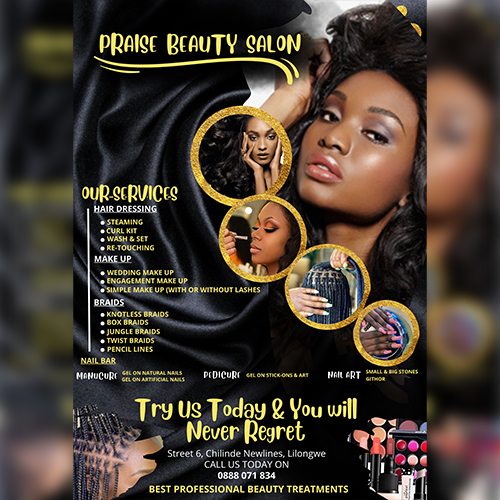 PRAISE BEAUTY SALON
OUR-SERVICES
HAIR DRESSING
STEAMING
CURL KIT
WASH & SET
RE-TOUCHING
MAKE UP
WEDDING MAKE UP
ENGAGEMENT MAKE UP
SIMPLE MAKE UP (WITH OR WITHOUT LASHES
BRAIDS
KNOTLESS BRAIDS
BOX BRAIDS
JUNGLE BRAIDS
TWIST BRAIDS
PENCIL LINES
NAIL BAR
MANUCURE GEL ON NATURAL NAILS
GEL ON ARTIFICIAL NAILS
PEDICURE GEL ON STICK-ONS & ART
NAIL ART SMALL & BIG STONES
GITHOR
Try Us Today & You will
Never Regret
Street 6, Chilinde Newlines, Lilongwe
CALL US TODAY ON
0888 071 834
BEST PROFESSIONAL BEAUTY TREATMENTS